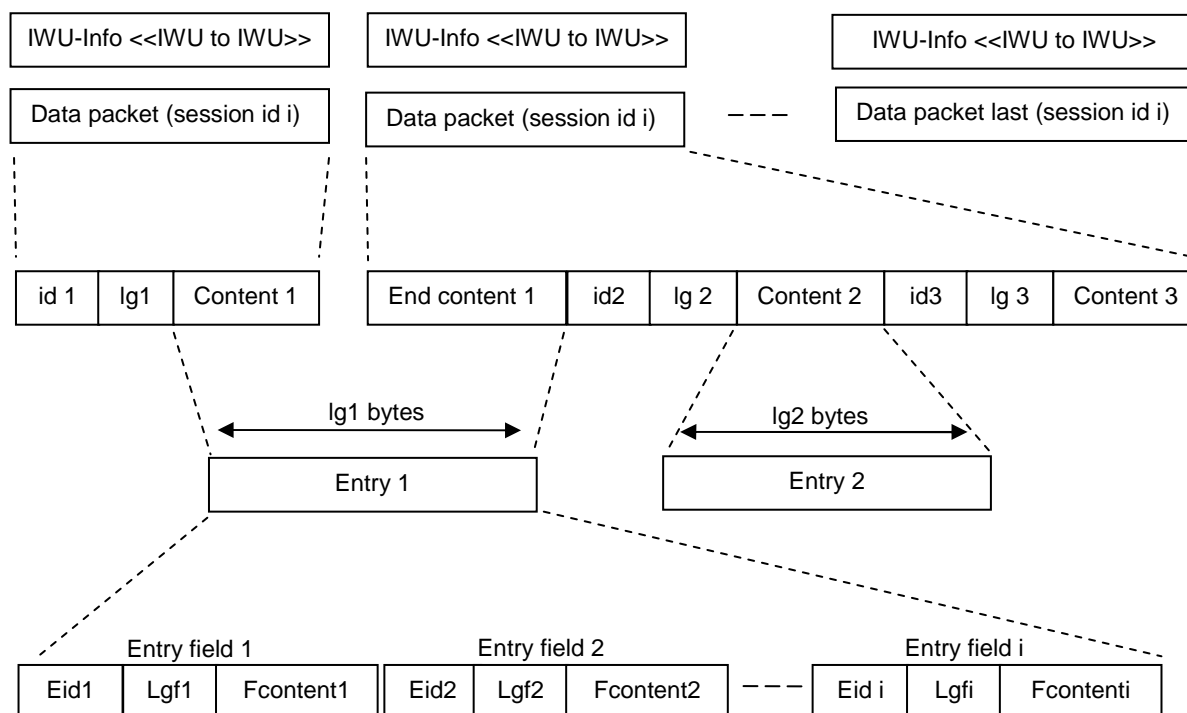 IWU-Info <<IWU to IWU>> IWU-Info <<IWU to IWU>> IWU-Info <<IWU to IWU>>
Data packet (session id i) Data packet (session id i) Data packet last (session id i)
id 1 lg1 Content 1 End content 1 id2 lg 2 Content 2 id3 lg 3 Content 3
lg1 bytes lg2 bytes
Entry 1 Entry 2
Entry field 1 Entry field 2 Entry field i
Eid1 Lgf1 Fcontent1 Eid2 Lgf2 Fcontent2 Eid i Lgfi Fcontenti